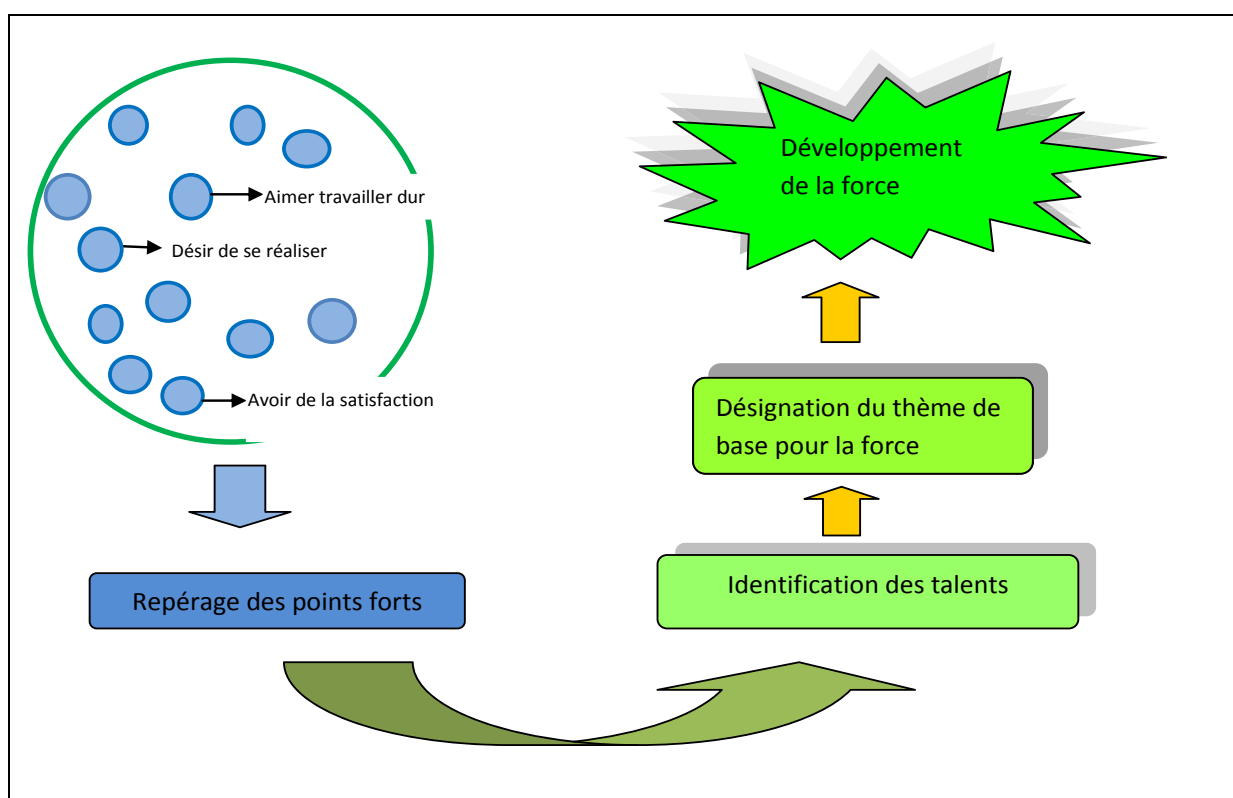 Aimer travailler dur
Désir de se réaliser
Avoir de la satisfaction
Repérage des points forts
Développement
de la force
Désignation du thème de
base pour la force
Identification des talents